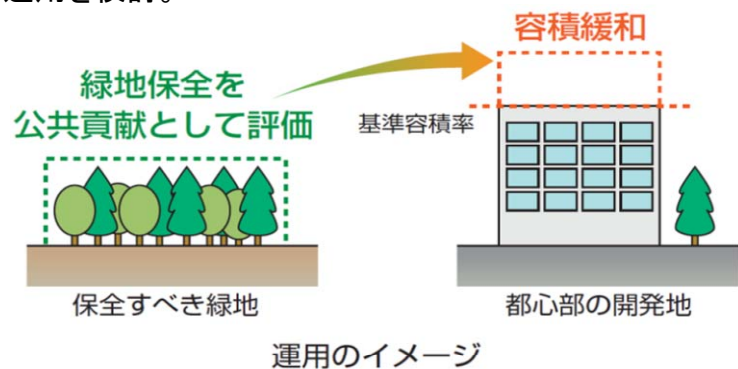 運用を検討。
容積緩和
緑地保全を
公共貢献として評価
基準容積率
保全すべき緑地
都心部の開発地
運用のイメージ